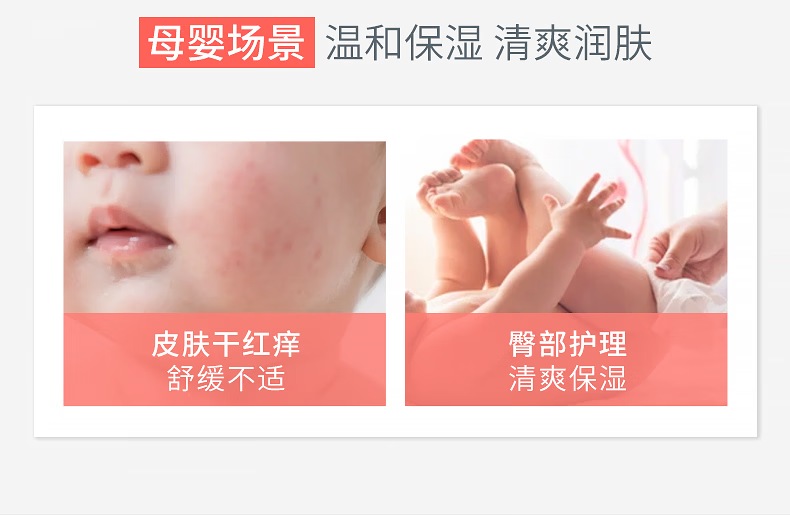 母婴场景 温和保湿 清爽润肤
皮肤干红痒
舒缓不适
臀部护理
清爽保湿